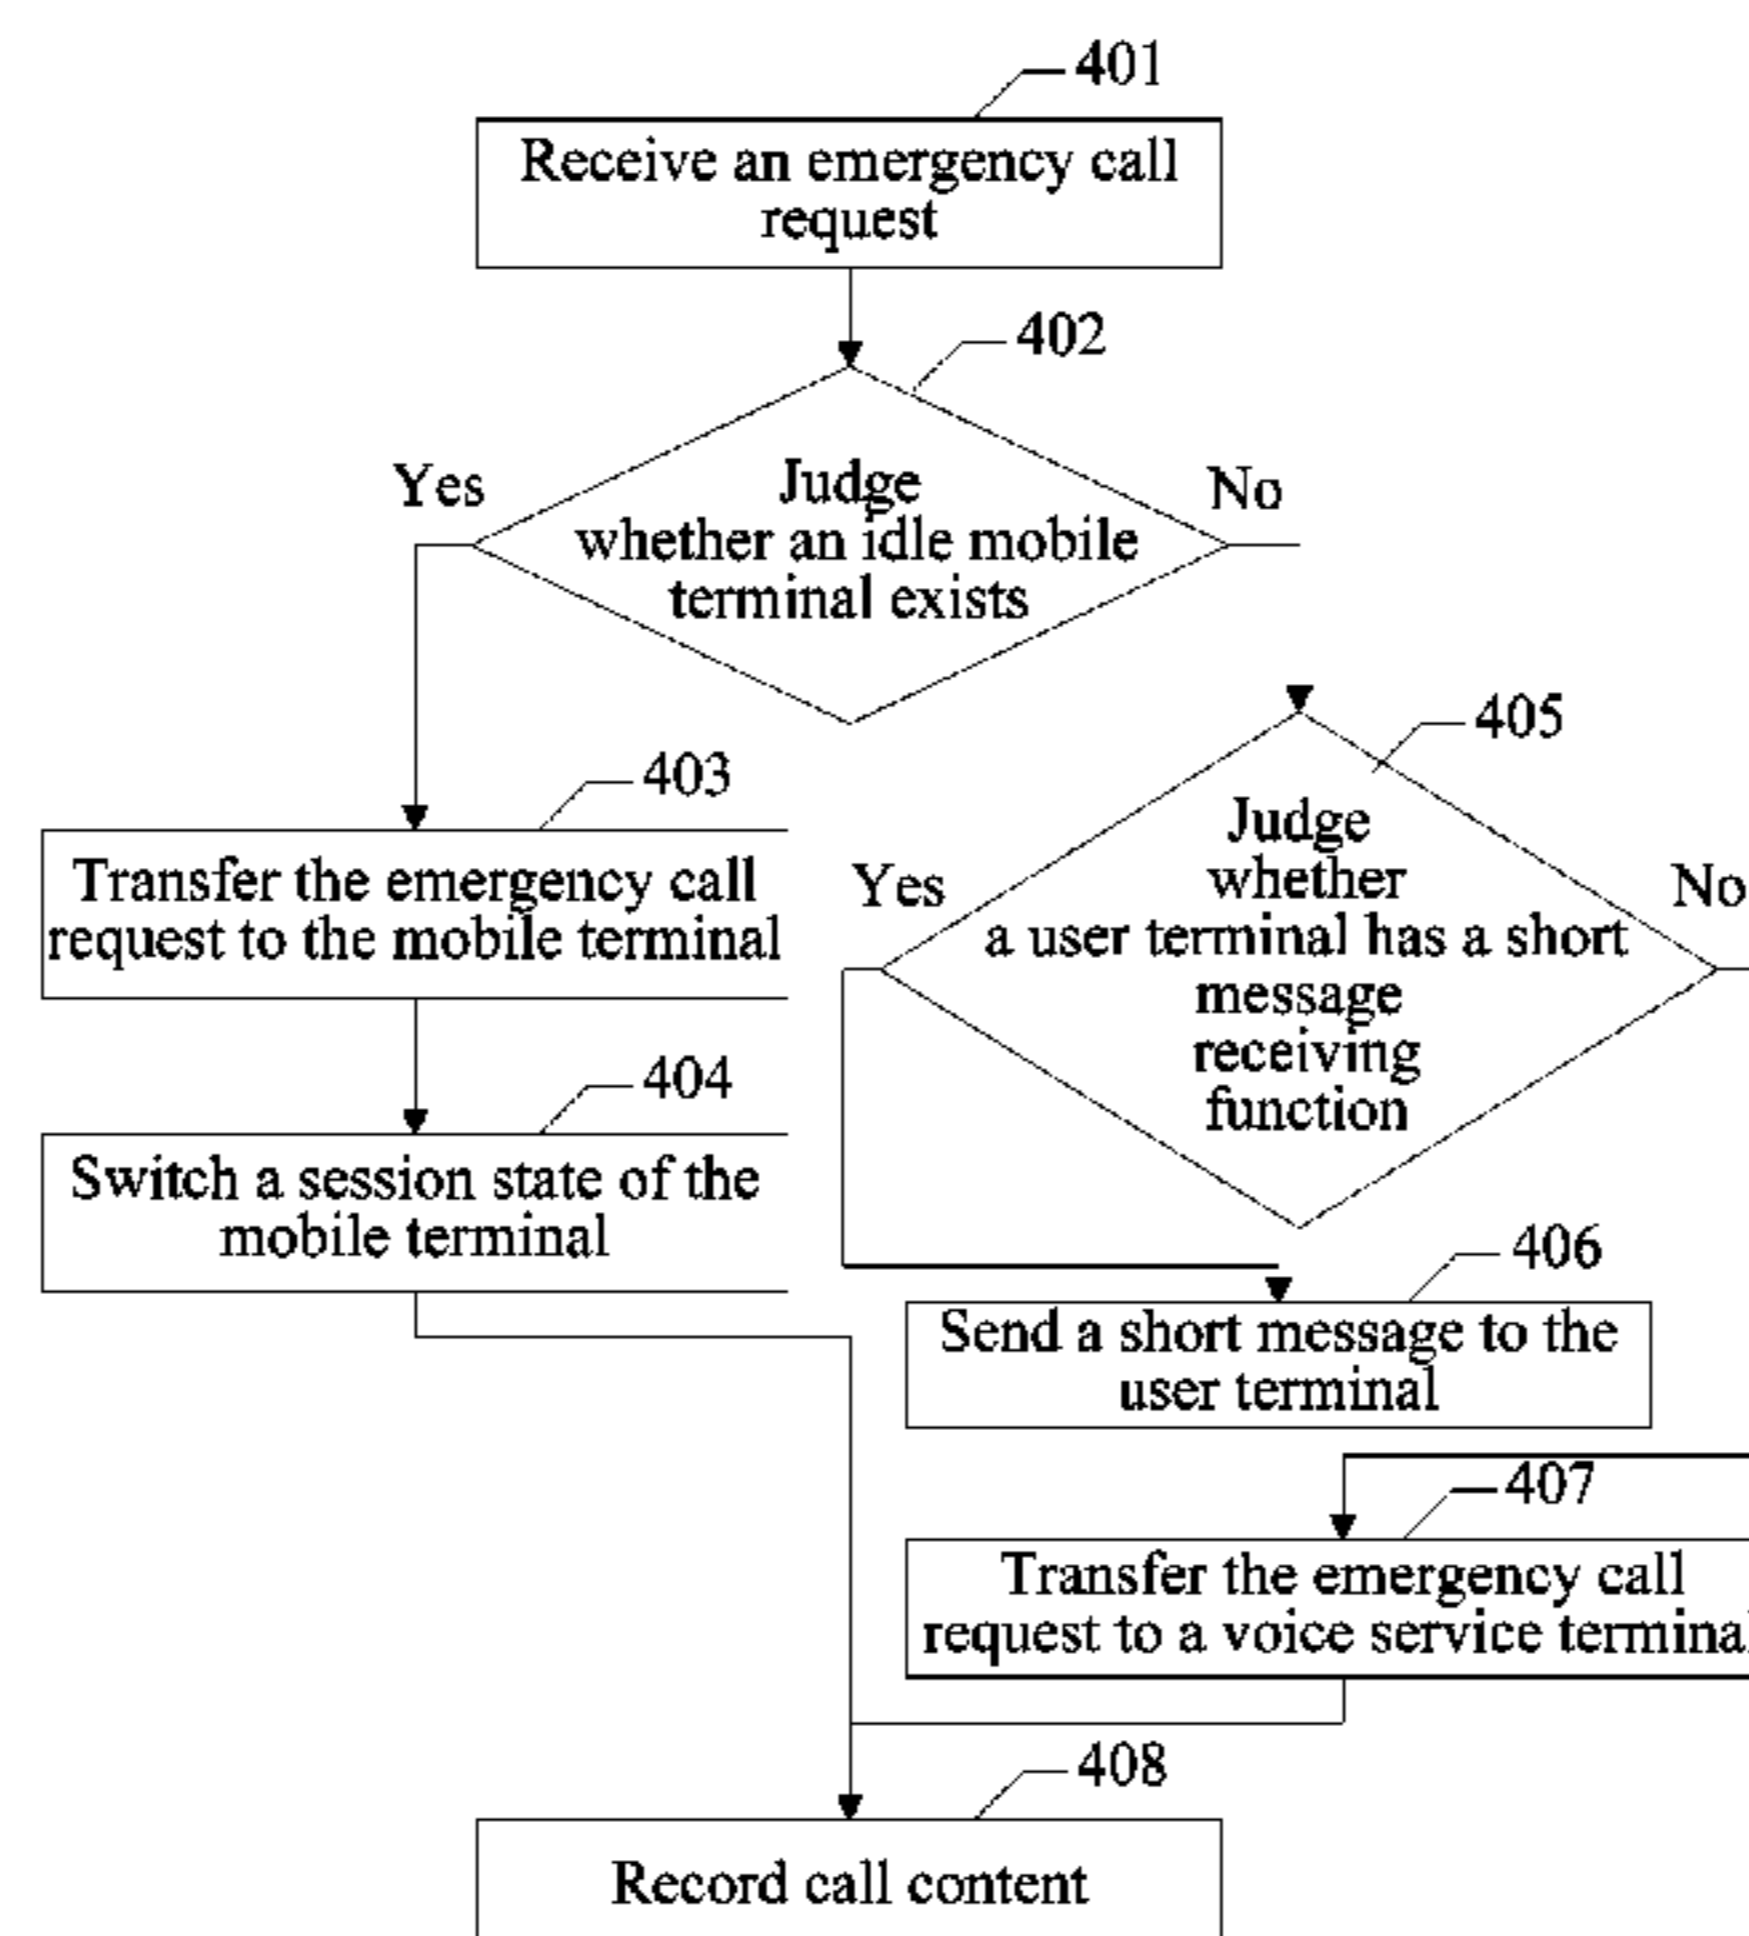 401
Receive an emergency call
request
402
Yes
Judge
whether an idle mobile
terminal exists
No
403
Transfer the emergency call
request to the mobile terminal
404
Switch a session state of the
mobile terminal
405
Yes
Judge
whether
a user terminal has a short
message
receiving
function
No
406
Send a short message to the
user terminal
407
Transfer the emergency call
request to a voice service terminal
408
Record call content